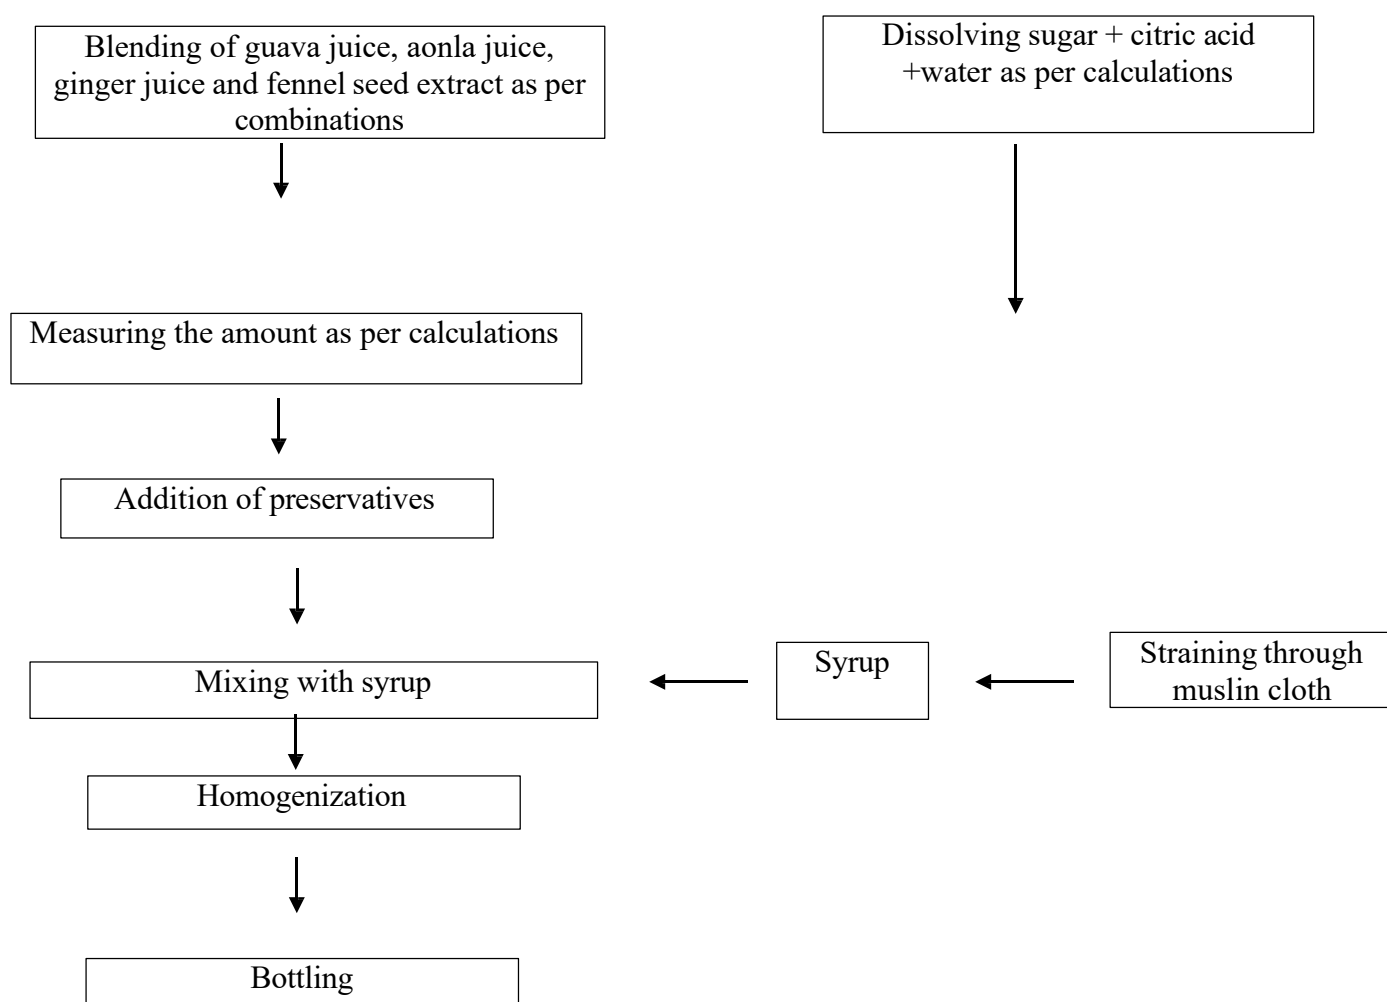 Blending of guava juice, aonla juice,
ginger juice and fennel seed extract as per
combinations
Dissolving sugar + citric acid
+water as per calculations
Measuring the amount as per calculations
Addition of preservatives
Mixing with syrup
Syrup
Straining through
muslin cloth
Homogenization
Bottling